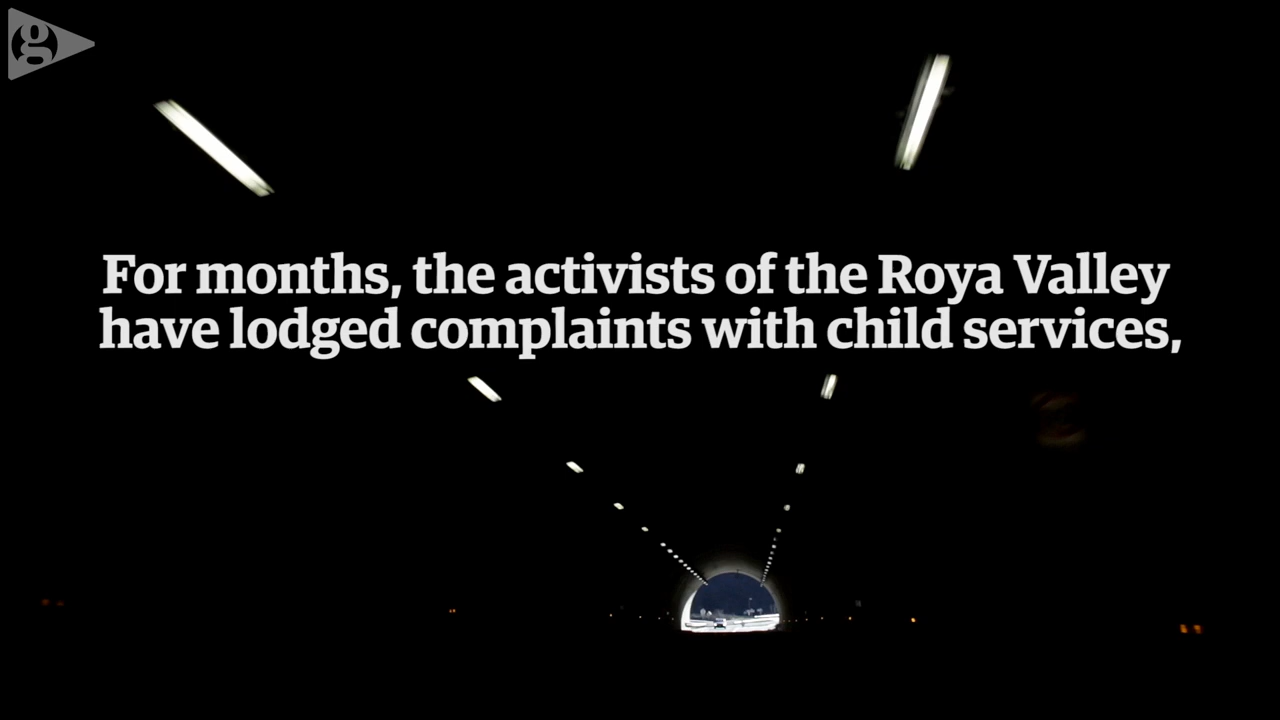 g
For months, the activists of the Roya Valley
have lodged complaints with child services,